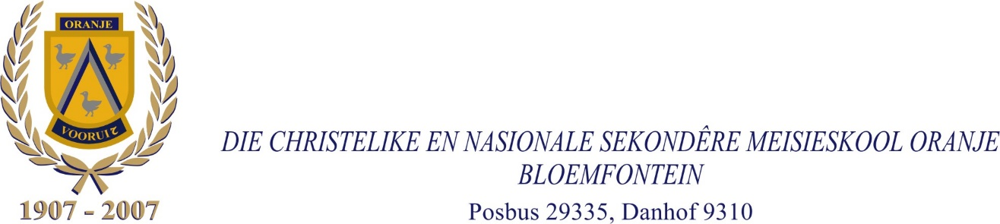 ORANJE
VOORUIT
1907 - 2007
DIE CHRISTELIKE EN NASIONALE SEKONDÊRE MEISIESKOOL ORANJE
BLOEMFONTEIN
Posbus 29335, Danhof 9310